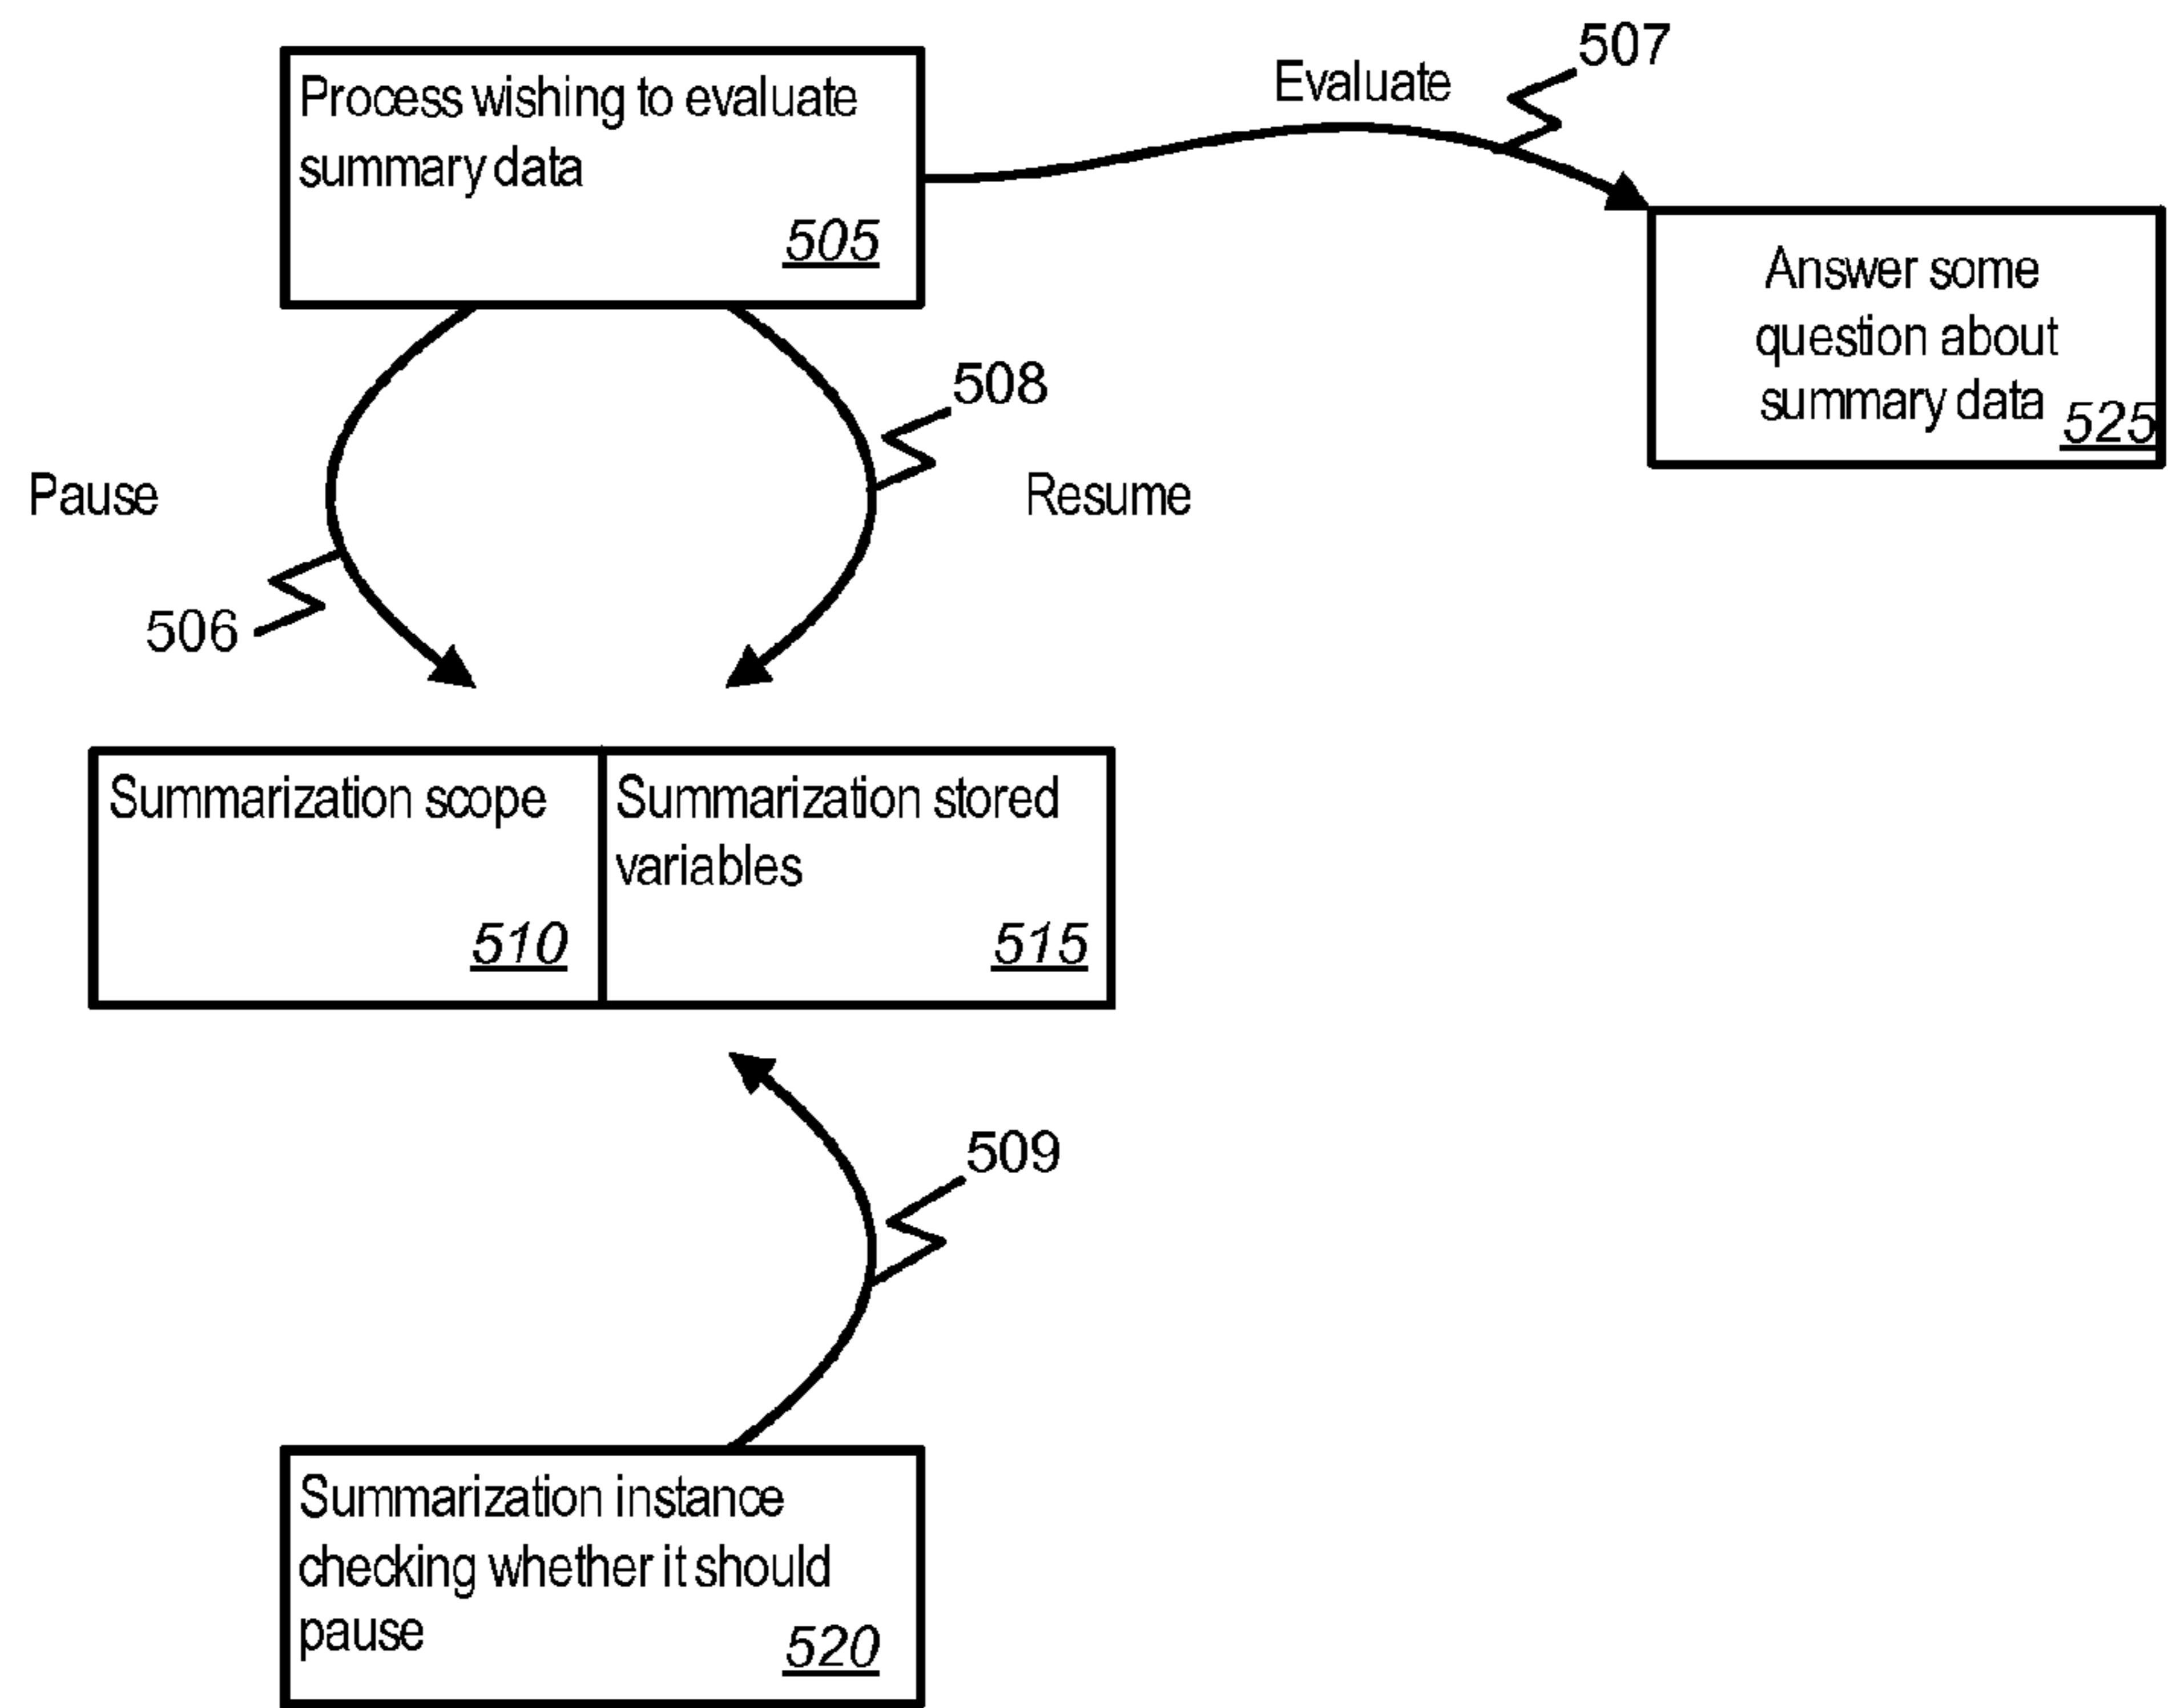 507
Evaluate
Process wishing to evaluate
summary data
505
Answer some
question about
summary data
525
508
Pause
Resume
506
Summarization scope
510
Summarization stored
variables
515
509
Summarization instance
checking whether it should
pause
520